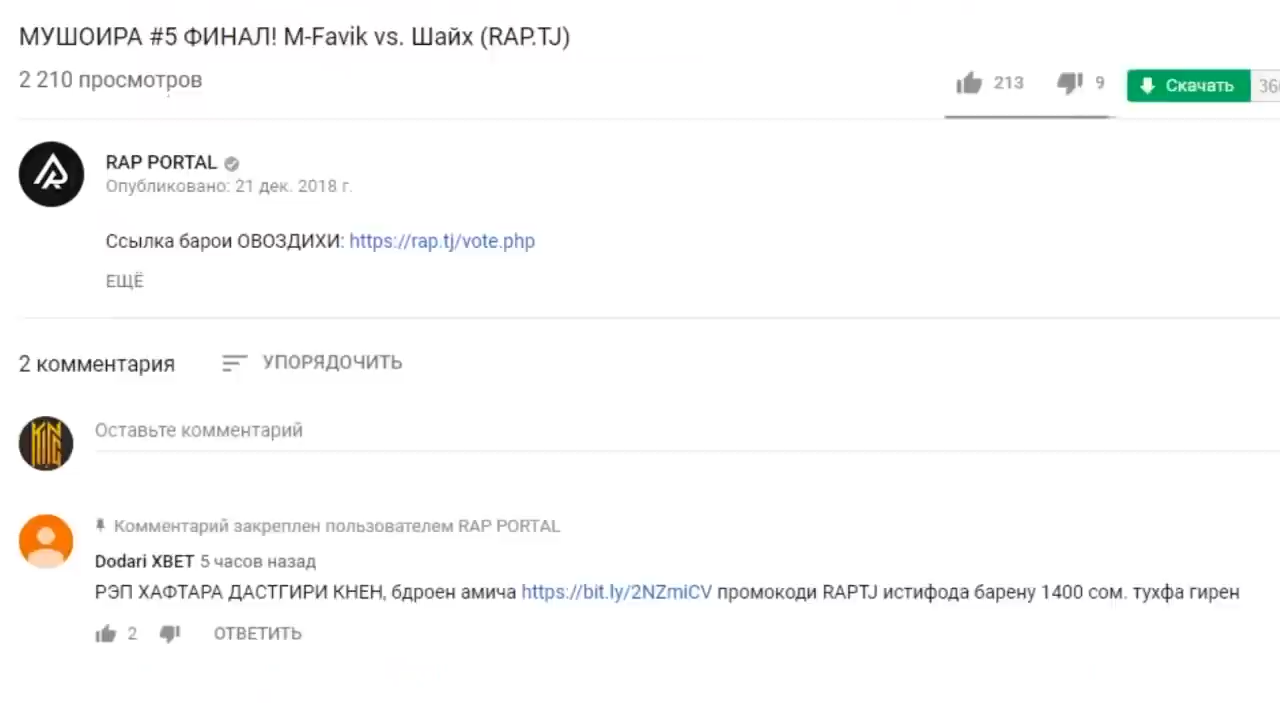 МУШОИРА #5 ФИНАЛ! M-Favik vs. Шайх (RAP.TJ)
2 210 просмотров
213 9 Скачать
RAP PORTAL
Опубликовано: 21 дек. 2018 г.
Ссылка барои ОВОЗДИХИ: https://rap.tj/vote.php
ЕЩЁ
2 комментария УПОРЯДОЧИТЬ
Оставьте комментарий
Комментарий закреплен пользователем RAP PORTAL
Dodari XBET 5 часов назад
РЭП ХАФТАРА ДАСТГИРИ КНЕН, бдроен амича https://bit.ly/2NZmiCV промокоди RAPTJ истифода барену 1400 сом. тухфа гирен
2 ОТВЕТИТЬ